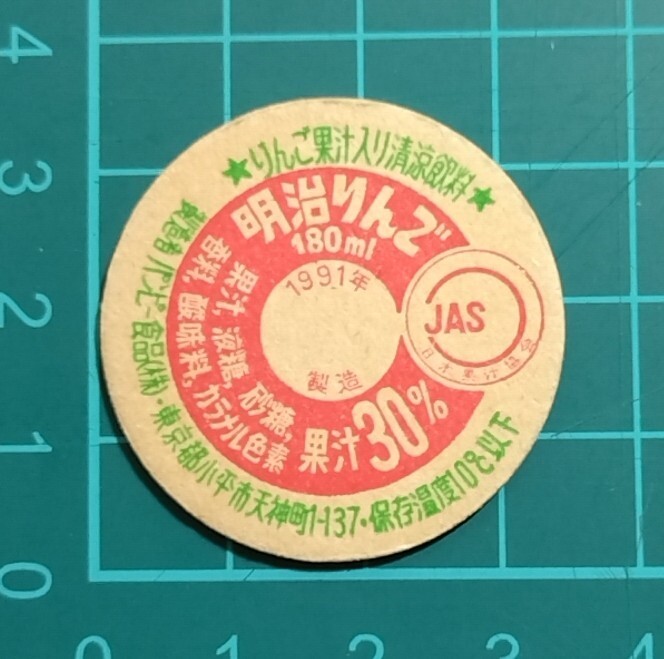 ★りんご果汁入り清涼飲料★
明治りんご
180ml
1991年
製造
JAS
日本果汁協会
果汁、液糖、砂糖、
香料、酸味料、カラメル色素
果汁30%
製造者バンビー食品(株)・東京都小平市天神町1-137・保存温度10℃以下
4
3
2
1
0
0 1 2 3 4